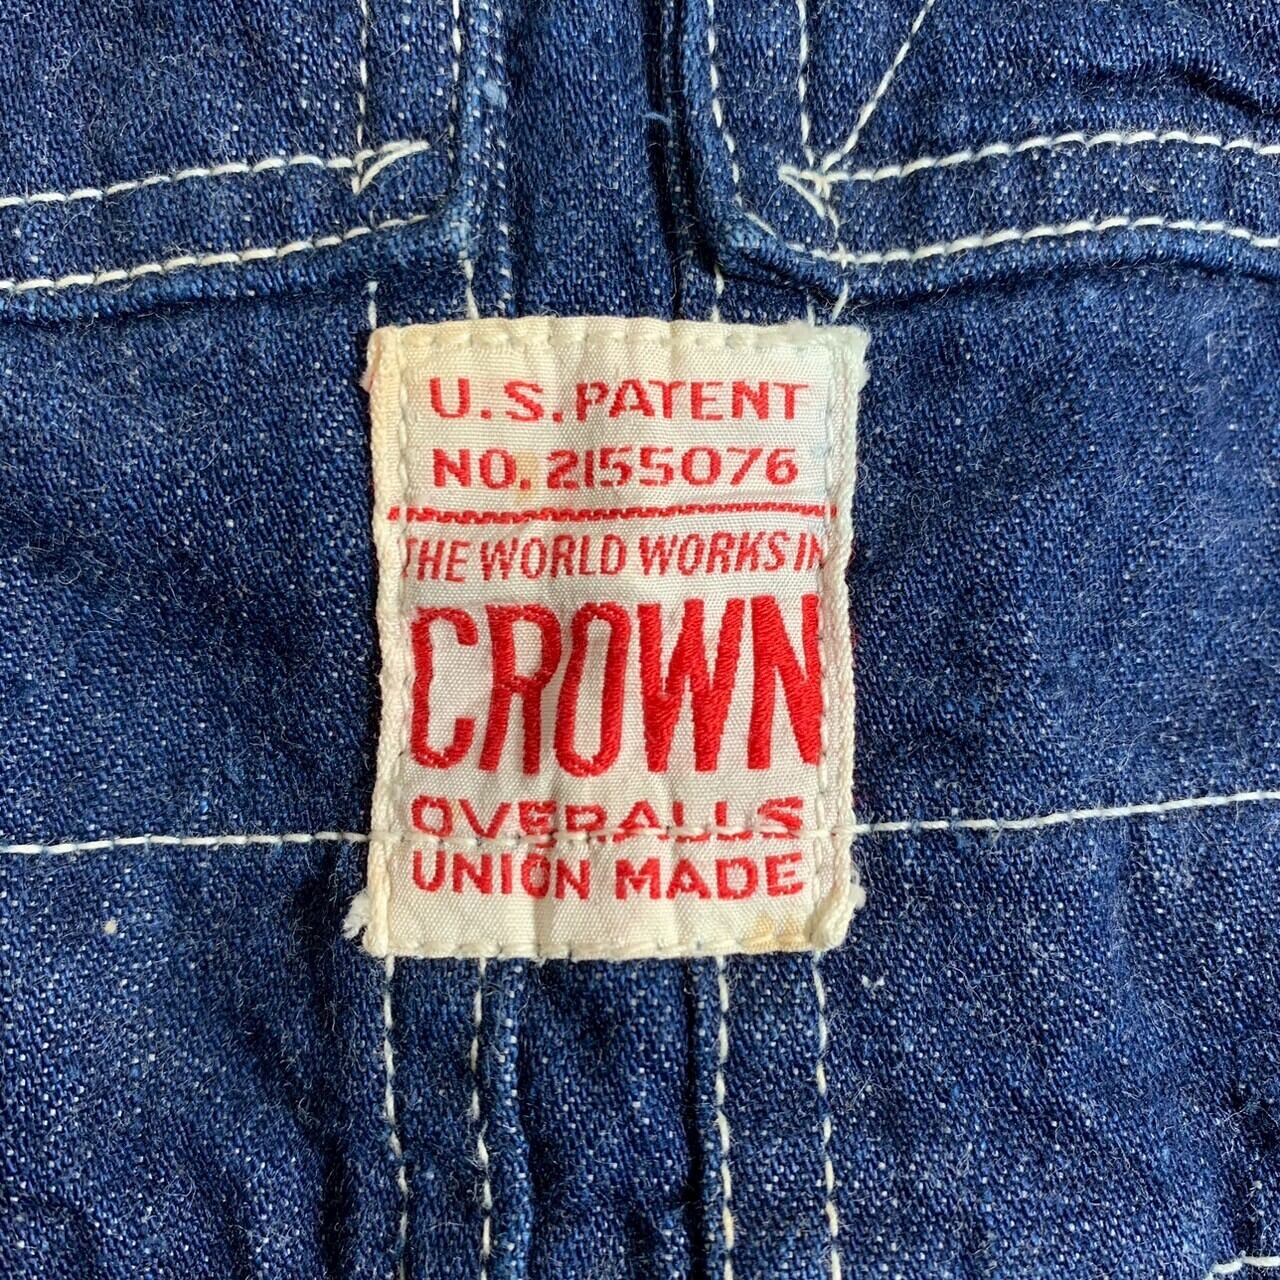 U.S. PATENT
NO. 2155076
THE WORLD WORKS IN
CROWN
OVERALLS
UNION MADE